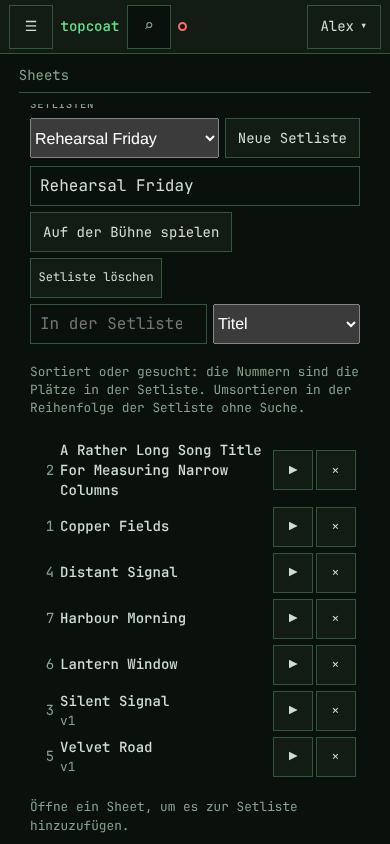 topcoat
Alex
Sheets
SETLISTEN
Rehearsal Friday
Neue Setliste
Rehearsal Friday
Auf der Bühne spielen
Setliste löschen
In der Setliste
Titel
Sortiert oder gesucht: die Nummern sind die
Plätze in der Setliste. Umsortieren in der
Reihenfolge der Setliste ohne Suche.
2 A Rather Long Song Title
For Measuring Narrow
Columns
1 Copper Fields
4 Distant Signal
7 Harbour Morning
6 Lantern Window
3 Silent Signal
v1
5 Velvet Road
v1
Öffne ein Sheet, um es zur Setliste
hinzuzufügen.